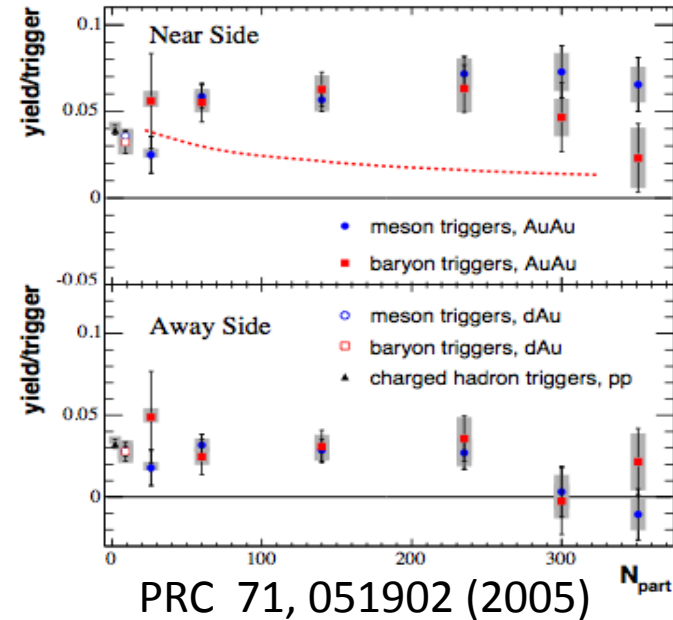 yield/trigger
0.1
0.05
0
-0.05
Near Side
meson triggers, AuAu
baryon triggers, AuAu
yield/trigger
0.1
0.05
0
Away Side
meson triggers, dAu
baryon triggers, dAu
charged hadron triggers, pp
0 100 200 300
Npart
PRC 71, 051902 (2005)